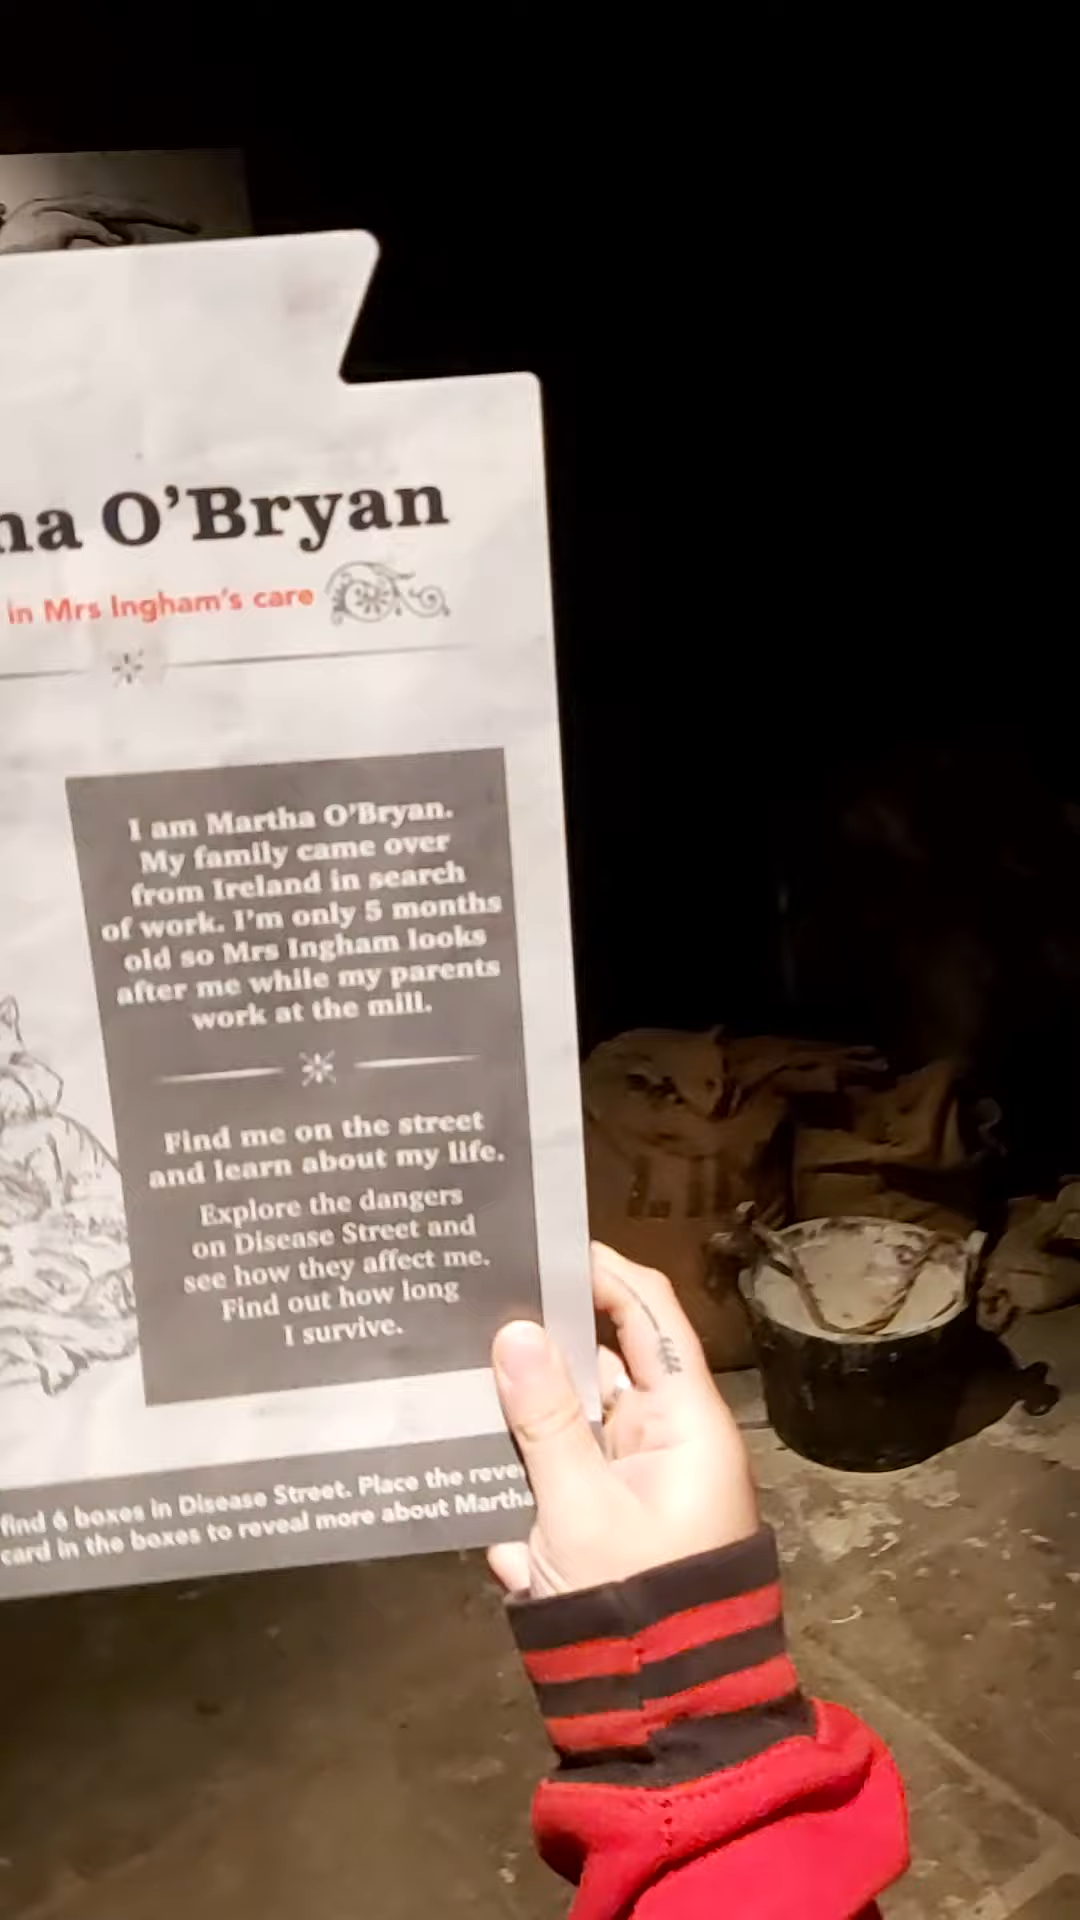 O'Bryan
in Mrs Ingham's care
I am Martha O'Bryan.
My family came over
from Ireland in search
of work. I'm only 5 months
old so Mrs Ingham looks
after me while my parents
work at the mill.
Find me on the street
and learn about my life.
Explore the dangers
on Disease Street and
see how they affect me.
Find out how long
I survive.
find 6 boxes in Disease Street. Place the
card in the boxes to reveal more about Martha